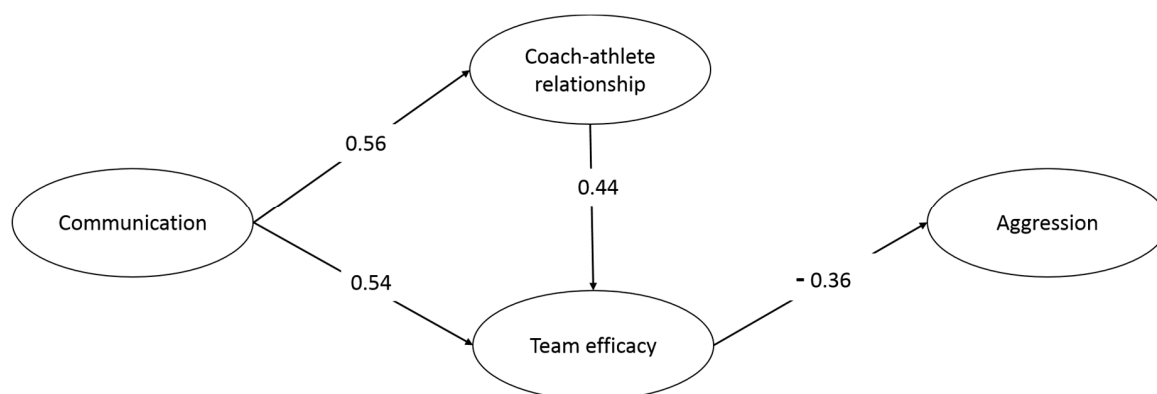 Coach-athlete
relationship
0.56
0.44
Communication
Aggression
0.54
- 0.36
Team efficacy